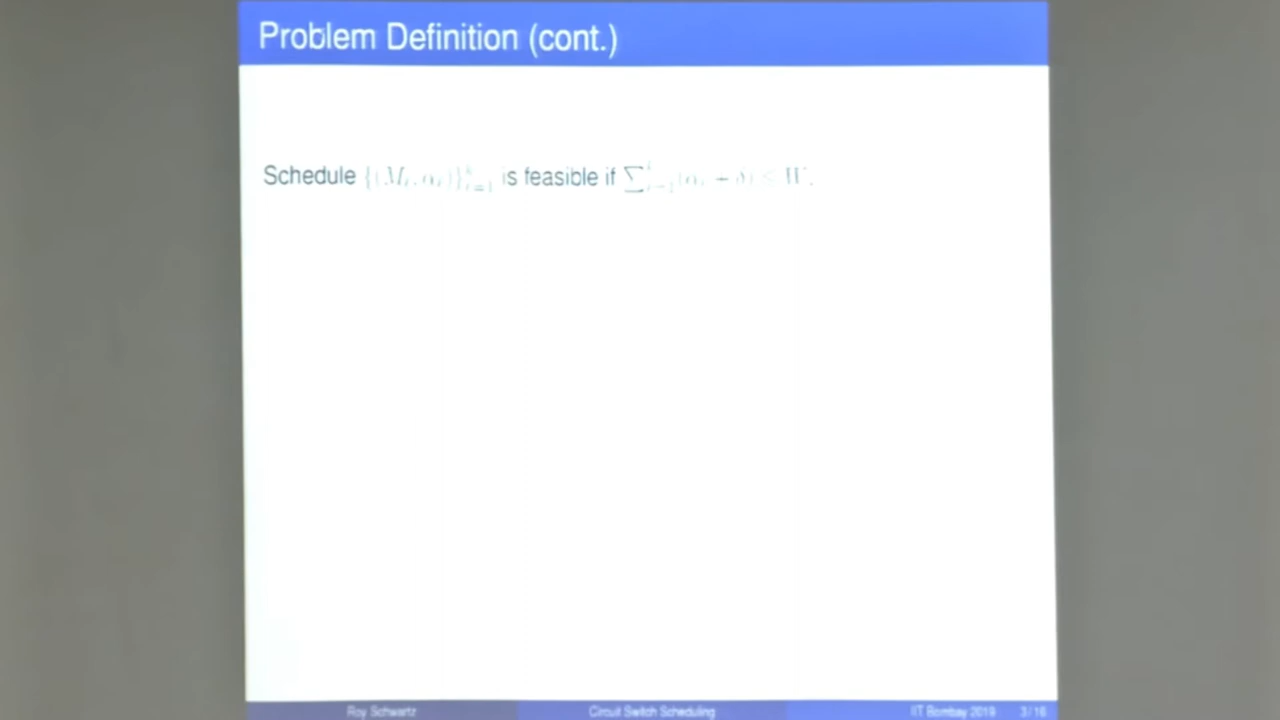 Problem Definition (cont.)
Schedule {(M_i, α_i)}_{i=1}^k is feasible if ∑_{i=1}^k (α_i + δ) ≤ W.
Roy Schwartz Circuit Switch Scheduling IIT Bombay 2019 3/16